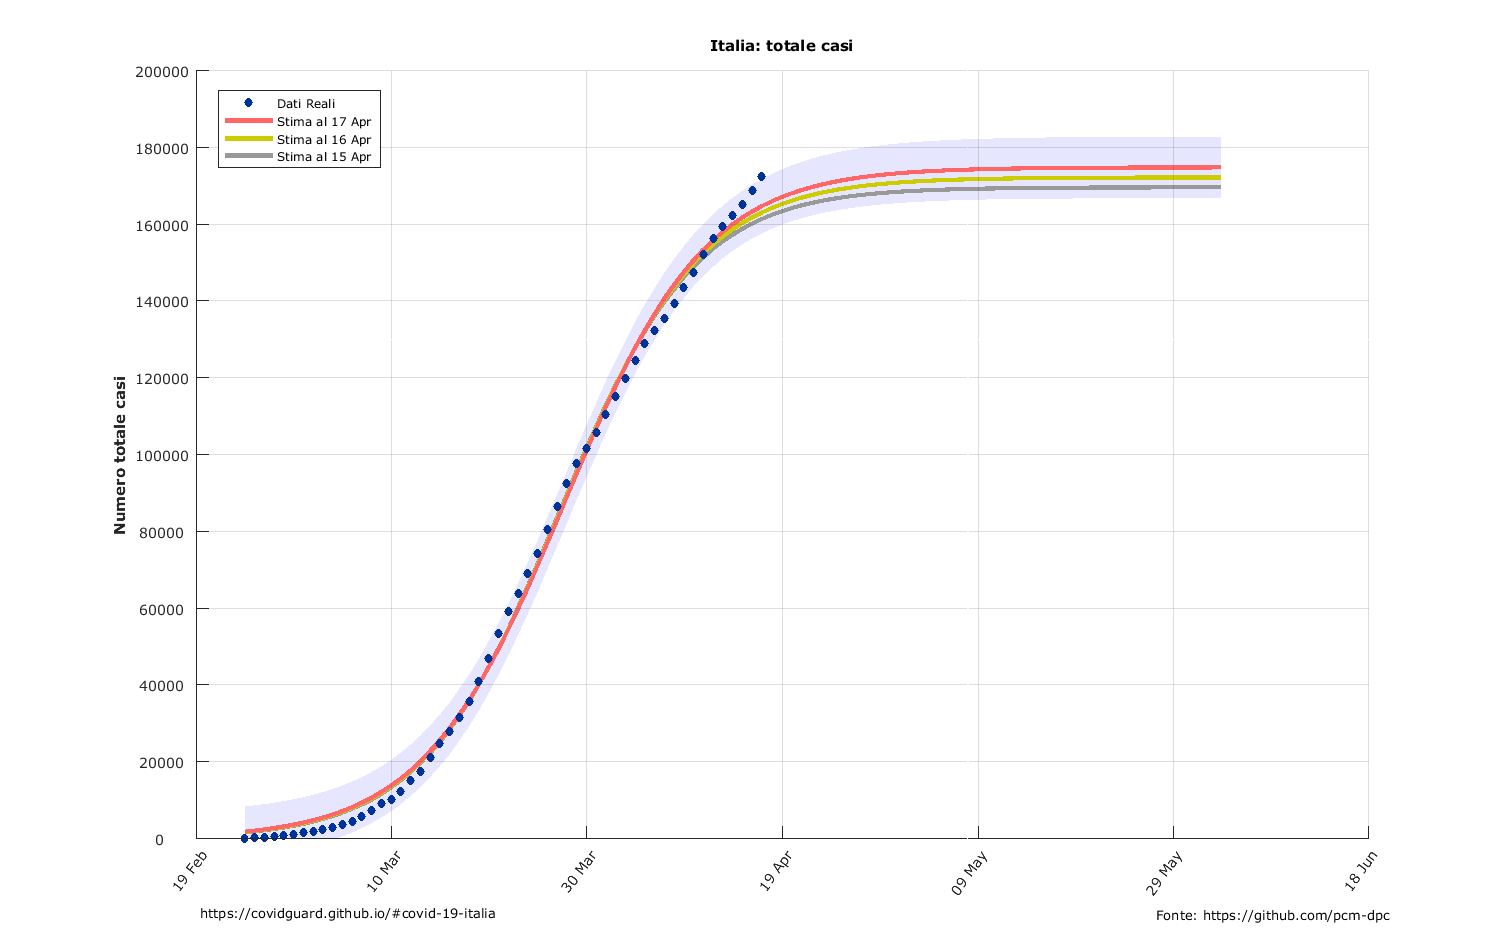 Italia: totale casi
200000
180000
160000
140000
120000
100000
80000
60000
40000
20000
0
Numero totale casi
Dati Reali
Stima al 17 Apr
Stima al 16 Apr
Stima al 15 Apr
19 Feb
10 Mar
30 Mar
19 Apr
09 May
29 May
18 Jun
https://covidguard.github.io/#covid-19-italia
Fonte: https://github.com/pcm-dpc